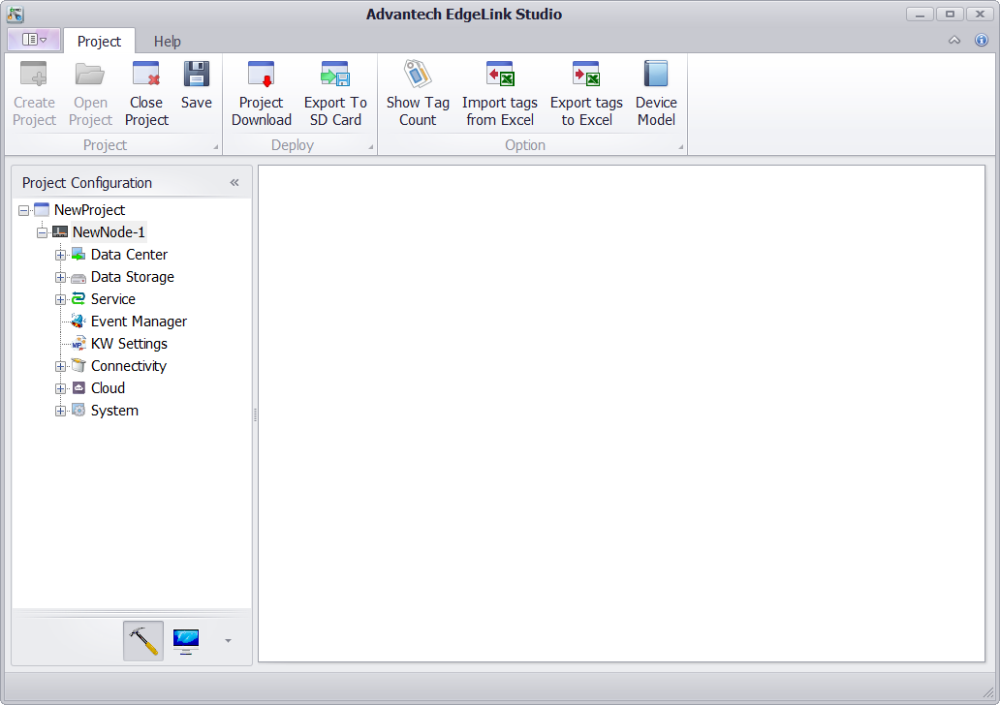 Advantech EdgeLink Studio
Project
Help
Create
Project
Open
Project
Close
Project
Save
Project
Download
Export To
SD Card
Show Tag
Count
Import tags
from Excel
Export tags
to Excel
Device
Model
Project
Deploy
Option
Project Configuration
NewProject
NewNode-1
Data Center
Data Storage
Service
Event Manager
KW Settings
Connectivity
Cloud
System